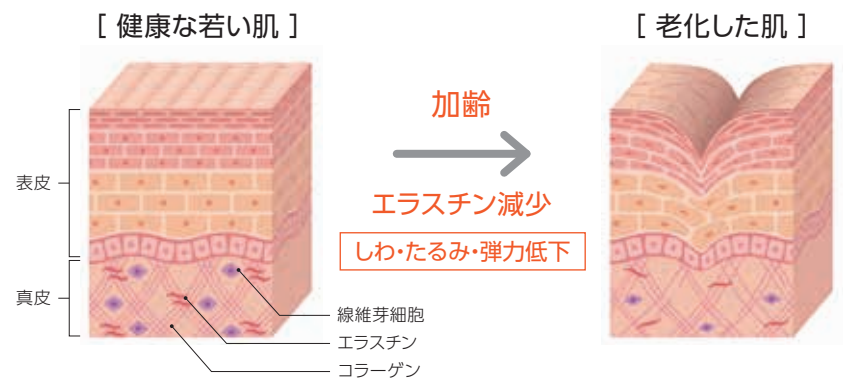 [ 健康な若い肌 ]
[ 老化した肌 ]
加齢
エラスチン減少
しわ・たるみ・弾力低下
表皮
真皮
線維芽細胞
エラスチン
コラーゲン